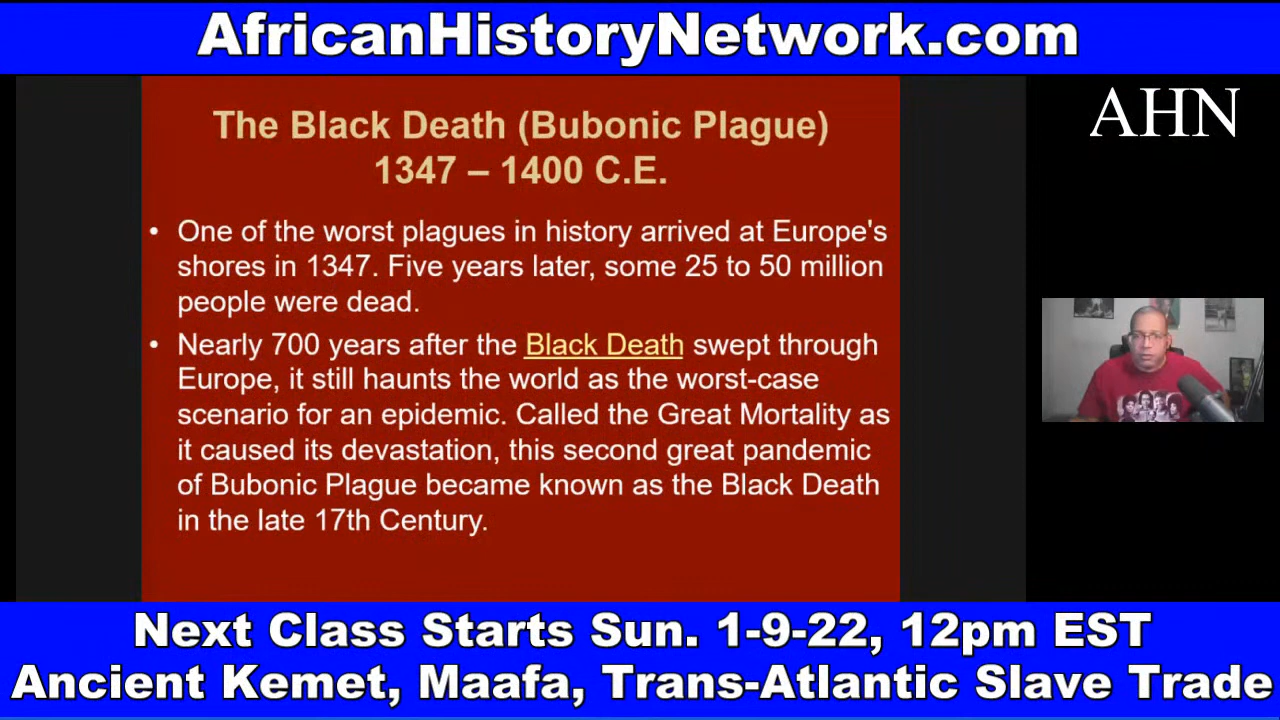 AfricanHistoryNetwork.com
AHN
The Black Death (Bubonic Plague)
1347 – 1400 C.E.
• One of the worst plagues in history arrived at Europe's
shores in 1347. Five years later, some 25 to 50 million
people were dead.
• Nearly 700 years after the Black Death swept through
Europe, it still haunts the world as the worst-case
scenario for an epidemic. Called the Great Mortality as
it caused its devastation, this second great pandemic
of Bubonic Plague became known as the Black Death
in the late 17th Century.
Next Class Starts Sun. 1-9-22, 12pm EST
Ancient Kemet, Maafa, Trans-Atlantic Slave Trade